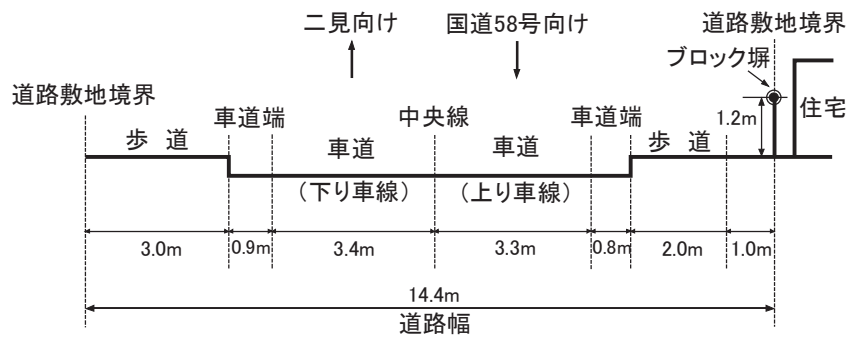 二見向け 国道58号向け 道路敷地境界
ブロック塀
道路敷地境界
住宅
1.2m
車道端 中央線 車道端
歩 道 車道 車道 歩 道
(下り車線) (上り車線)
3.0m 0.9m 3.4m 3.3m 0.8m 2.0m 1.0m
14.4m
道路幅